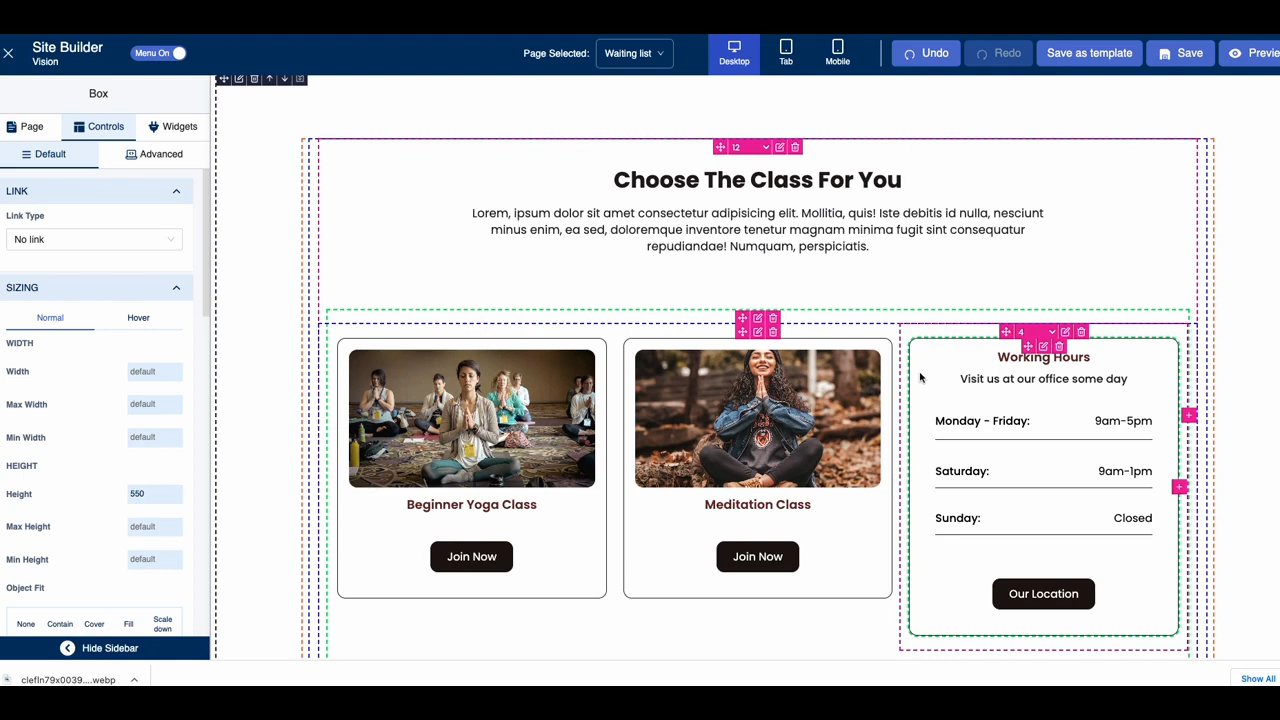 Site Builder
Vision
Menu On
Page Selected:
Waiting list
Desktop
Tab
Mobile
Undo
Redo
Save as template
Save
Previe
Box
Page
Controls
Widgets
Default
Advanced
LINK
Link Type
No link
SIZING
Normal
Hover
WIDTH
Width
default
Max Width
default
Min Width
default
HEIGHT
Height
550
Max Height
default
Min Height
default
Object Fit
None
Contain
Cover
Fill
Scale
down
Hide Sidebar
12
Choose The Class For You
Lorem, ipsum dolor sit amet consectetur adipisicing elit. Mollitia, quis! Iste debitis id nulla, nesciunt
minus enim, ea sed, doloremque inventore tenetur magnam minima fugit sint consequatur
repudiandae! Numquam, perspiciatis.
Beginner Yoga Class
Join Now
Meditation Class
Join Now
4
Working Hours
Visit us at our office some day
Monday - Friday:
9am-5pm
Saturday:
9am-1pm
Sunday:
Closed
Our Location
clefln79x0039....webp
Show All